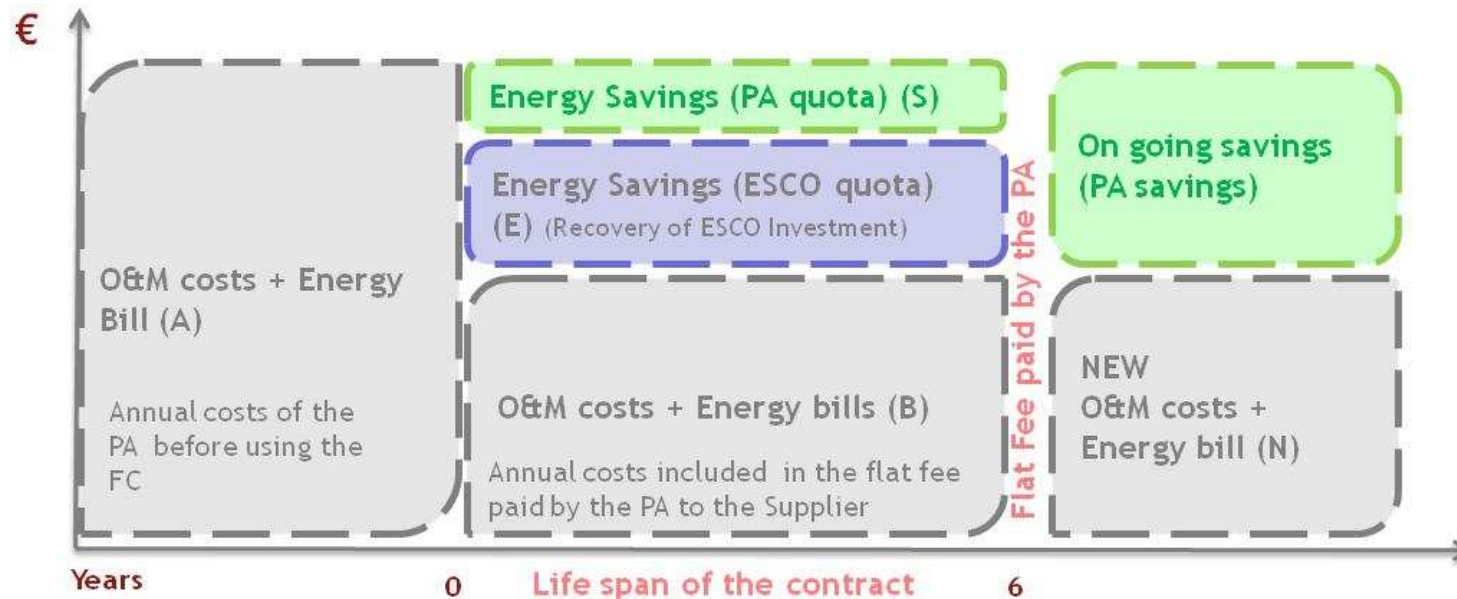 €
O&M costs + Energy
Bill (A)
Annual costs of the
PA before using the
FC
Energy Savings (PA quota) (S)
Energy Savings (ESCO quota)
(E) (Recovery of ESCO Investment)
O&M costs + Energy bills (B)
Annual costs included in the flat fee
paid by the PA to the Supplier
Flat Fee paid by the PA
On going savings
(PA savings)
NEW
O&M costs +
Energy bill (N)
Years
0
Life span of the contract
6